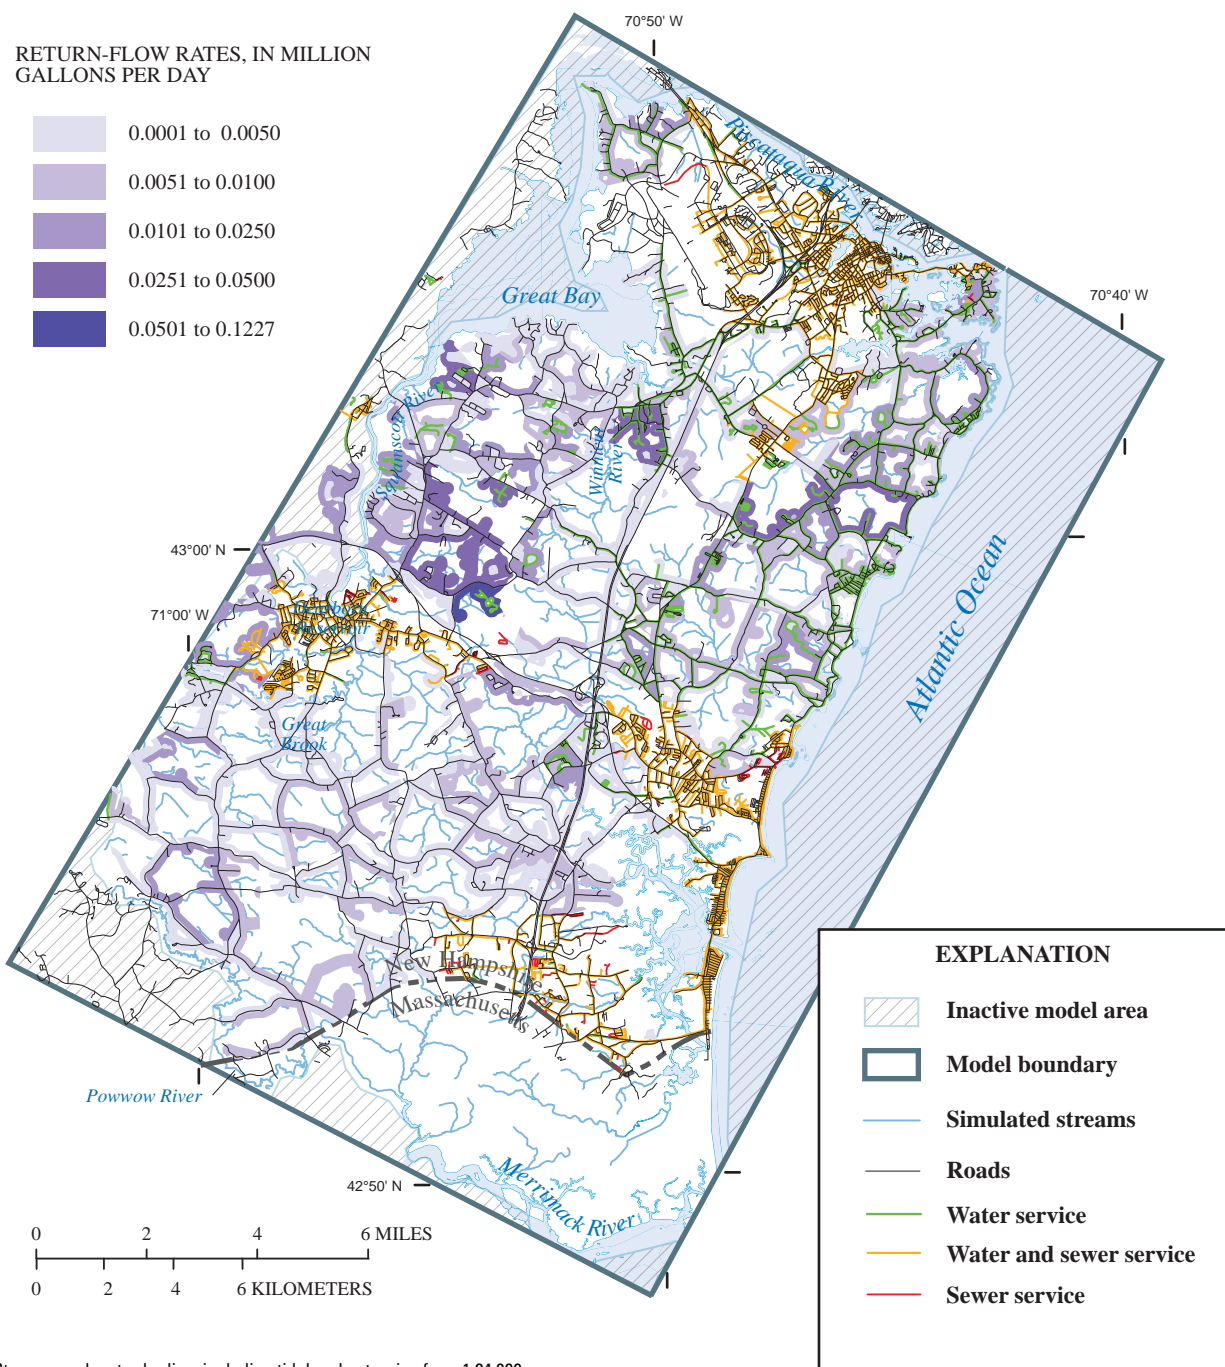 RETURN-FLOW RATES, IN MILLION
GALLONS PER DAY
0.0001 to 0.0050
0.0051 to 0.0100
0.0101 to 0.0250
0.0251 to 0.0500
0.0501 to 0.1227
70°50' W
70°40' W
43°00' N
71°00' W
42°50' N
Piscataqua River
Great Bay
Squamscott River
Winnicut
River
Atlantic Ocean
Great
Brook
New Hampshire
Massachusetts
Powwow River
Merrimack River
0 2 4 6 MILES
0 2 4 6 KILOMETERS
EXPLANATION
Inactive model area
Model boundary
Simulated streams
Roads
Water service
Water and sewer service
Sewer service